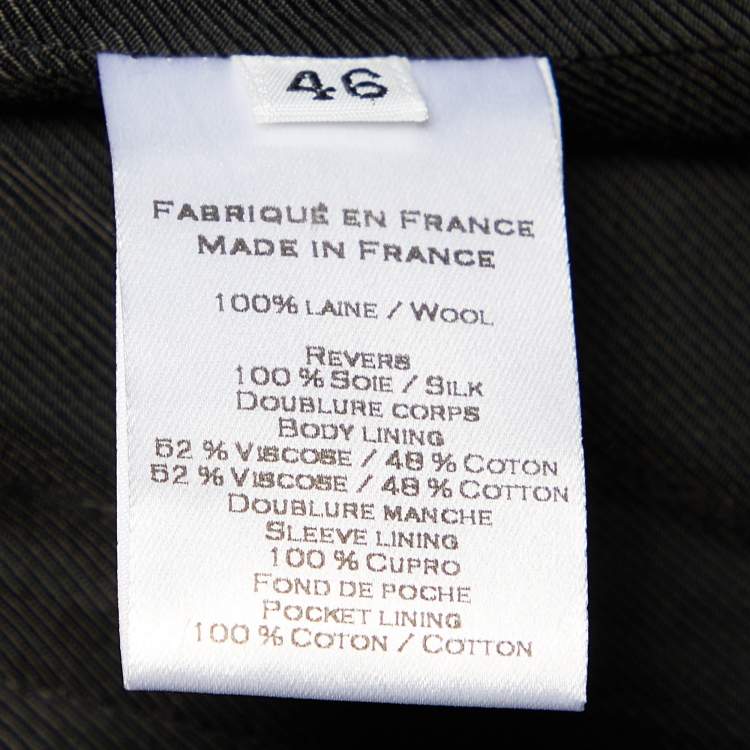 46
FABRIQUÉ EN FRANCE
MADE IN FRANCE
100% LAINE / WOOL
REVERS
100 % SOIE / SILK
DOUBLURE CORPS
BODY LINING
52 % VISCOSE / 48 % COTON
52 % VISCOSE / 48 % COTTON
DOUBLURE MANCHE
SLEEVE LINING
100 % CUPRO
FOND DE POCHE
POCKET LINING
100 % COTON / COTTON